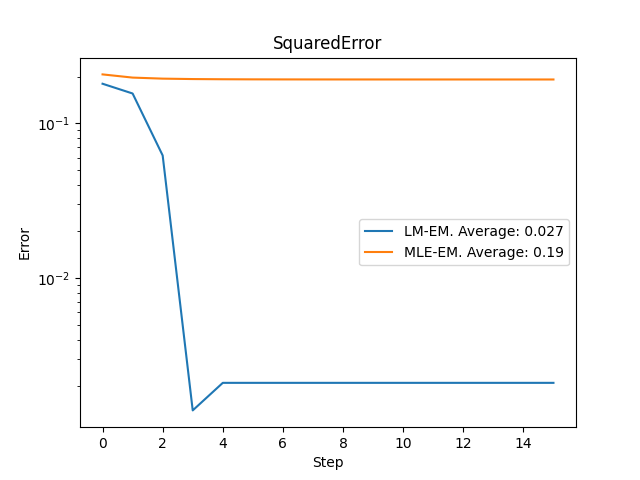 SquaredError
Error
10⁻¹
10⁻²
LM-EM. Average: 0.027
MLE-EM. Average: 0.19
0 2 4 6 8 10 12 14
Step